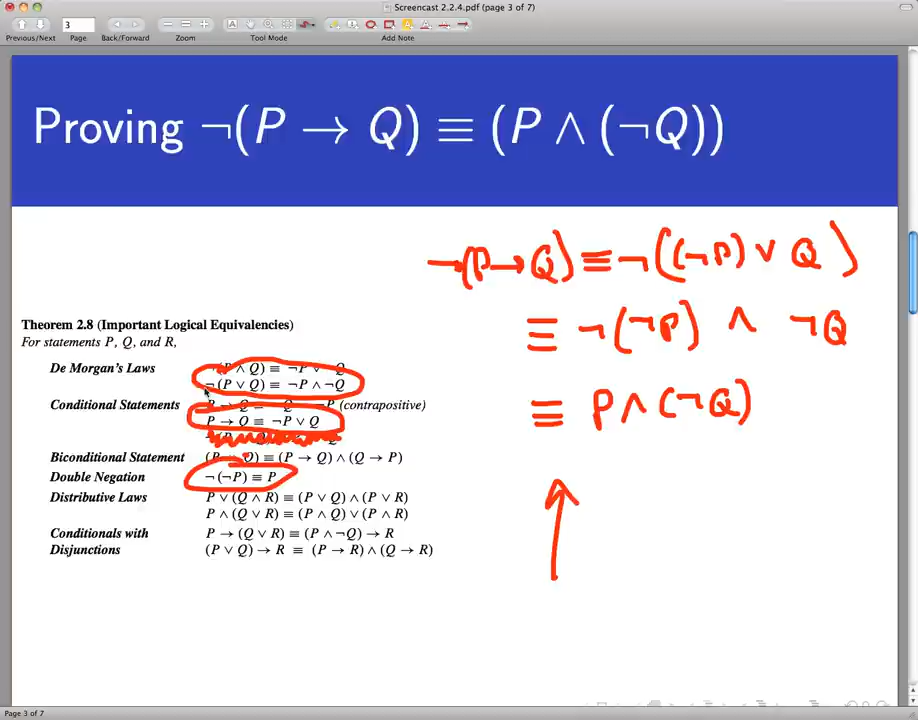 Screencast 2.2.4.pdf (page 3 of 7)
3
Previous/Next Page Back/Forward Zoom Tool Mode Add Note
Proving ¬(P → Q) ≡ (P ∧ (¬Q))
¬(P → Q) ≡ ¬((¬P) ∨ Q)
≡ ¬(¬P) ∧ ¬Q
≡ P ∧ (¬Q)
Theorem 2.8 (Important Logical Equivalencies)
For statements P, Q, and R,
De Morgan's Laws ¬(P ∧ Q) ≡ ¬P ∨ ¬Q
¬(P ∨ Q) ≡ ¬P ∧ ¬Q
Conditional Statements P → Q ≡ ¬Q → ¬P (contrapositive)
P → Q ≡ ¬P ∨ Q
Biconditional Statement (P ↔ Q) ≡ (P → Q) ∧ (Q → P)
Double Negation ¬(¬P) ≡ P
Distributive Laws P ∨ (Q ∧ R) ≡ (P ∨ Q) ∧ (P ∨ R)
P ∧ (Q ∨ R) ≡ (P ∧ Q) ∨ (P ∧ R)
Conditionals with P → (Q ∨ R) ≡ (P ∧ ¬Q) → R
Disjunctions (P ∨ Q) → R ≡ (P → R) ∧ (Q → R)
Page 3 of 7